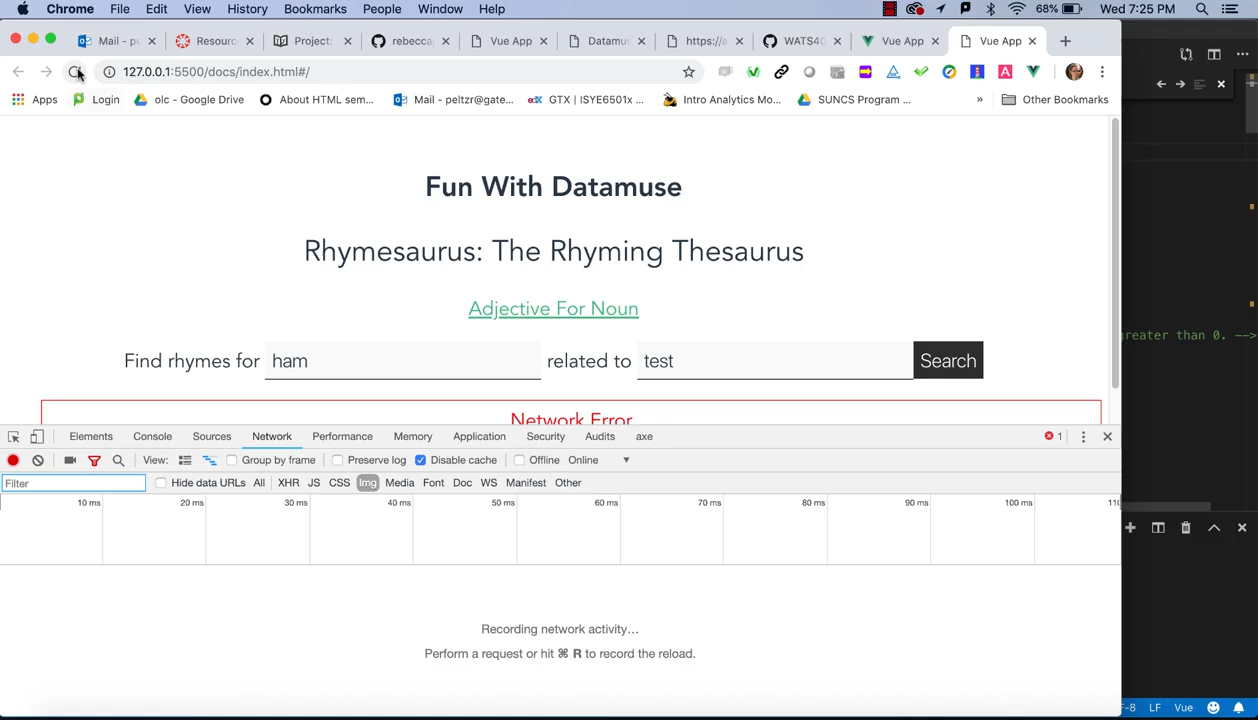 Chrome File Edit View History Bookmarks People Window Help 68% Wed 7:25 PM
Mail - pe Resourc Project: rebecca Vue App Datamus https://a WATS40 Vue App Vue App
127.0.0.1:5500/docs/index.html#/
Apps Login olc - Google Drive About HTML sem... Mail - peltzr@gate... GTX | ISYE6501x ... Intro Analytics Mo... SUNCS Program ... » Other Bookmarks
Fun With Datamuse
Rhymesaurus: The Rhyming Thesaurus
Adjective For Noun
greater than 0. -->
Find rhymes for ham related to test Search
Network Error
Elements Console Sources Network Performance Memory Application Security Audits axe 1
View: Group by frame Preserve log Disable cache Offline Online
Filter Hide data URLs All XHR JS CSS Img Media Font Doc WS Manifest Other
10 ms 20 ms 30 ms 40 ms 50 ms 60 ms 70 ms 80 ms 90 ms 100 ms 110
Recording network activity…
Perform a request or hit ⌘ R to record the reload.
F-8 LF Vue